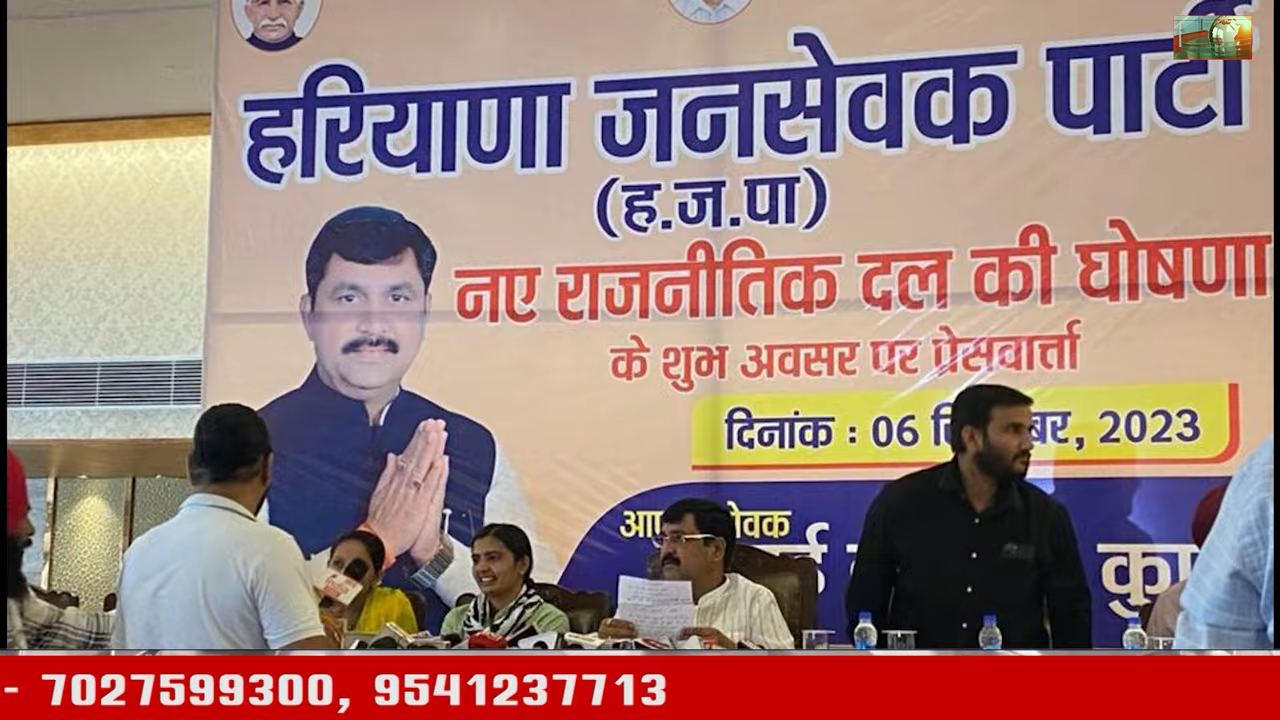 हरियाणा जनसेवक पार्टी
(ह.ज.पा)
नए राजनीतिक दल की घोषणा
के शुभ अवसर पर प्रेसवार्त्ता
दिनांक : 06 2023
- 7027599300, 9541237713